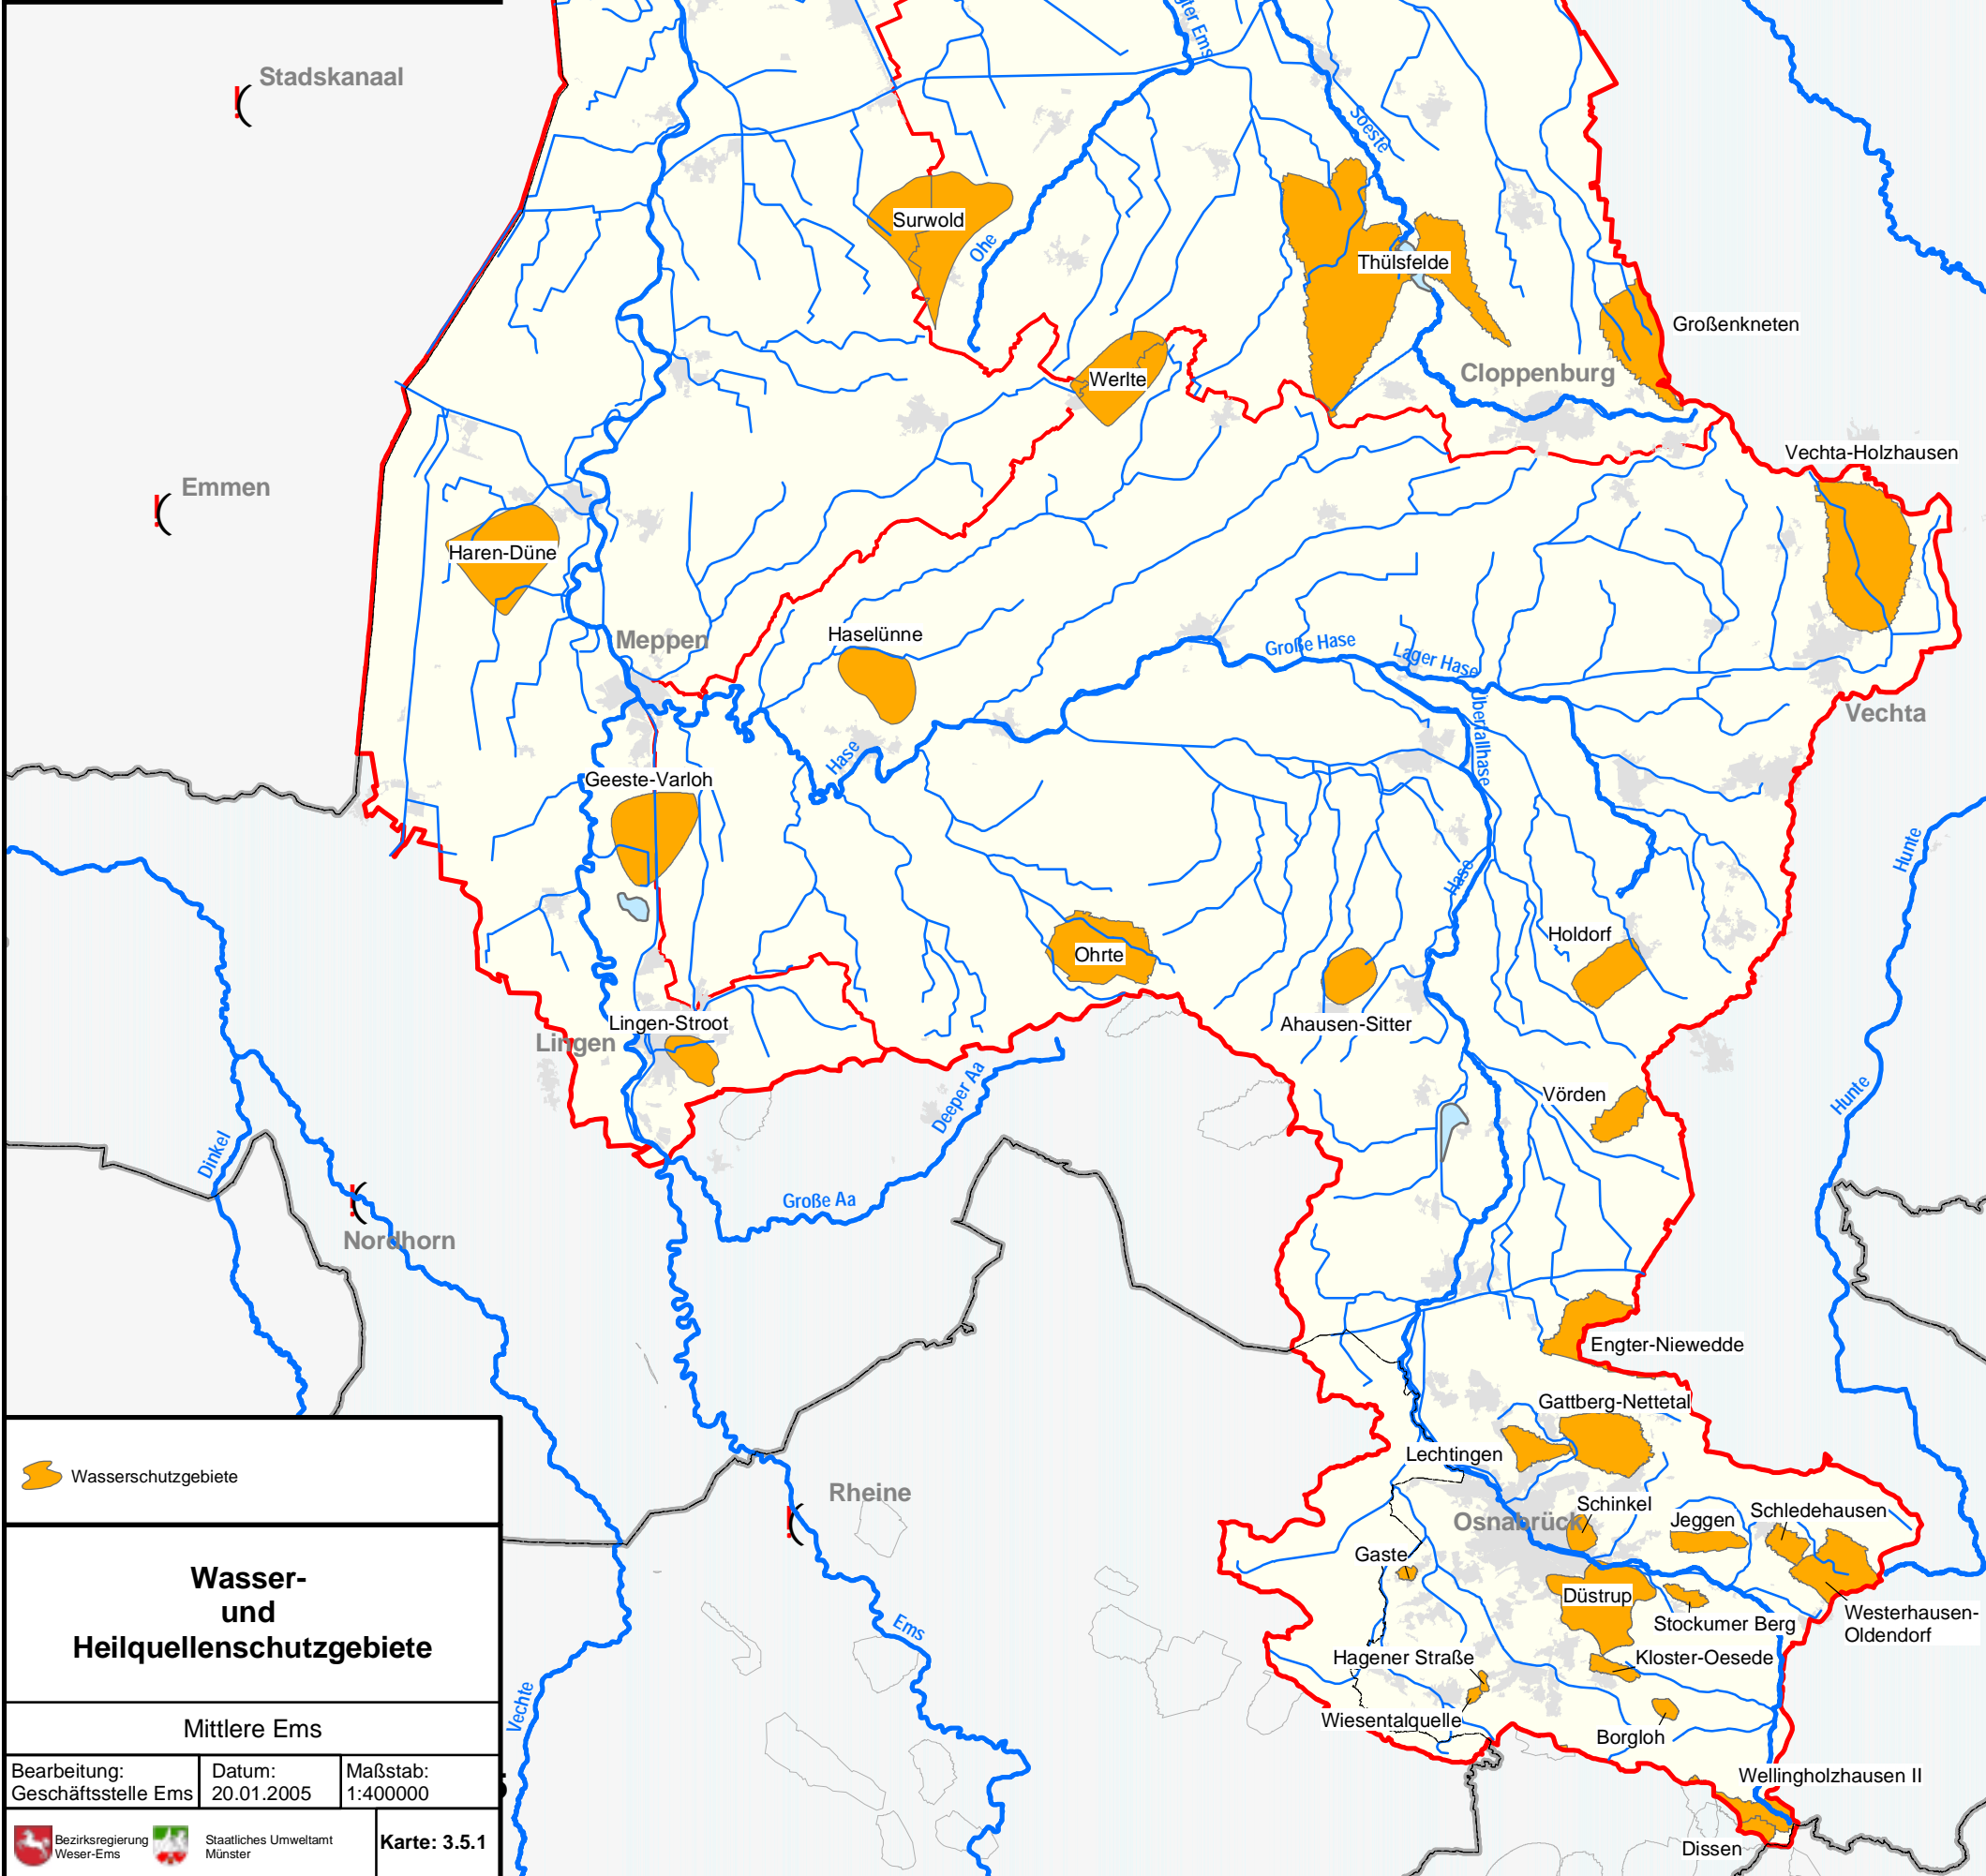 Stadskanaal
ter Ems
Soeste
Surwold
Ohe
Thülsfelde
Großenkneten
Werlte
Cloppenburg
Vechta-Holzhausen
Emmen
Haren-Düne
Meppen
Haselünne
Große Hase
Lager Hase
Überfallhase
Vechta
Hase
Geeste-Varloh
Hunte
Hase
Holdorf
Ohrte
Ahausen-Sitter
Lingen-Stroot
Lingen
Deeper Aa
Vörden
Hunte
Dinkel
Große Aa
Nordhorn
Engter-Niewedde
Gattberg-Nettetal
Lechtingen
Rheine
Schinkel
Osnabrück
Jeggen
Schledehausen
Gaste
Düstrup
Stockumer Berg
Westerhausen-
Oldendorf
Ems
Hagener Straße
Kloster-Oesede
Wiesentalquelle
Borgloh
Vechte
Wellingholzhausen II
Dissen
Wasserschutzgebiete
Wasser-
und
Heilquellenschutzgebiete
Mittlere Ems
Bearbeitung:
Geschäftsstelle Ems
Datum:
20.01.2005
Maßstab:
1:400000
Bezirksregierung
Weser-Ems
Staatliches Umweltamt
Münster
Karte: 3.5.1